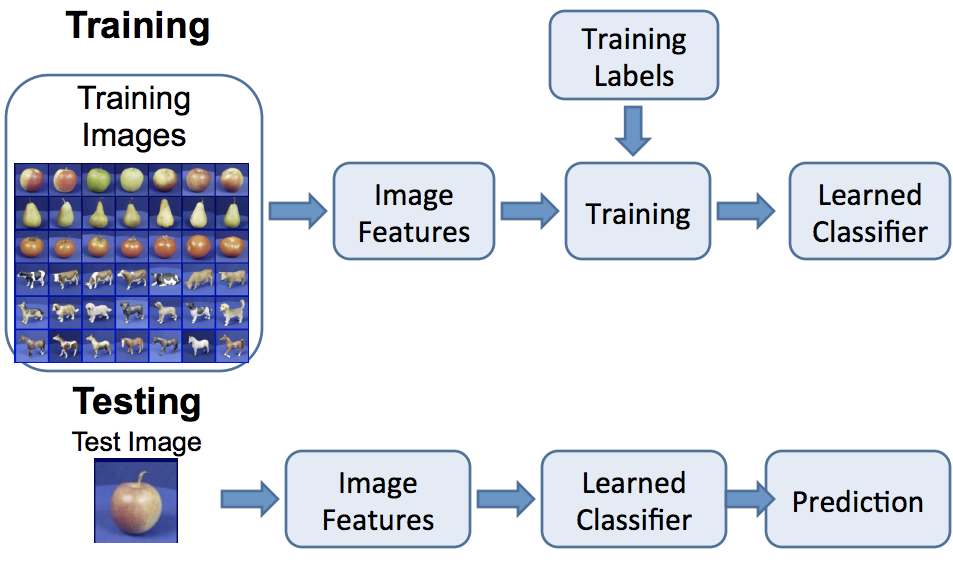 Training
Training
Images
Training
Labels
Image
Features
Training
Learned
Classifier
Testing
Test Image
Image
Features
Learned
Classifier
Prediction